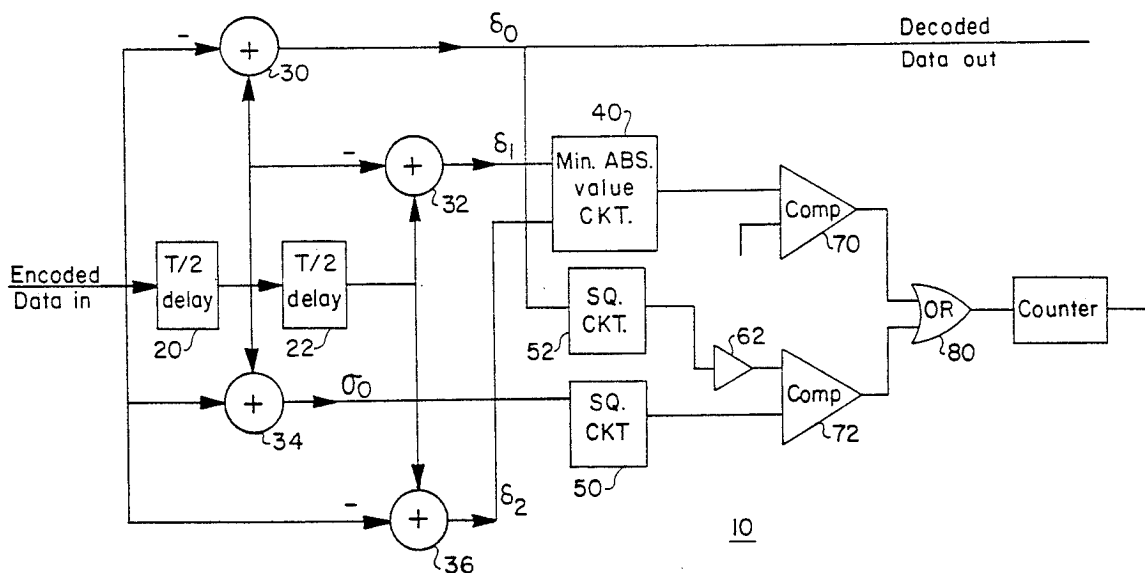 -
+
30
δ0
Decoded
Data out
-
+
32
δ1
40
Min. ABS.
value
CKT.
Comp
70
Encoded
Data in
T/2
delay
20
T/2
delay
22
SQ.
CKT.
52
62
OR
80
Counter
+
34
σ0
SQ.
CKT
50
Comp
72
-
+
36
δ2
10